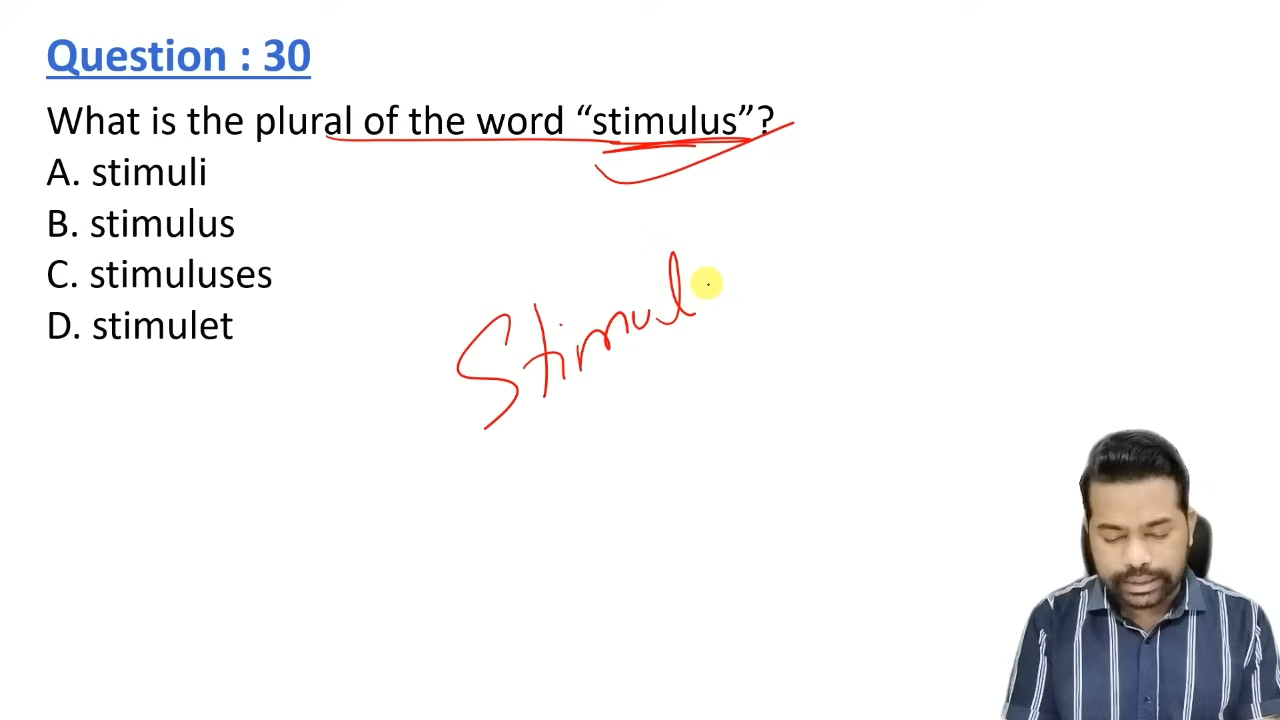 Question : 30
What is the plural of the word “stimulus”?
A. stimuli
B. stimulus
C. stimuluses
D. stimulet
Stimul